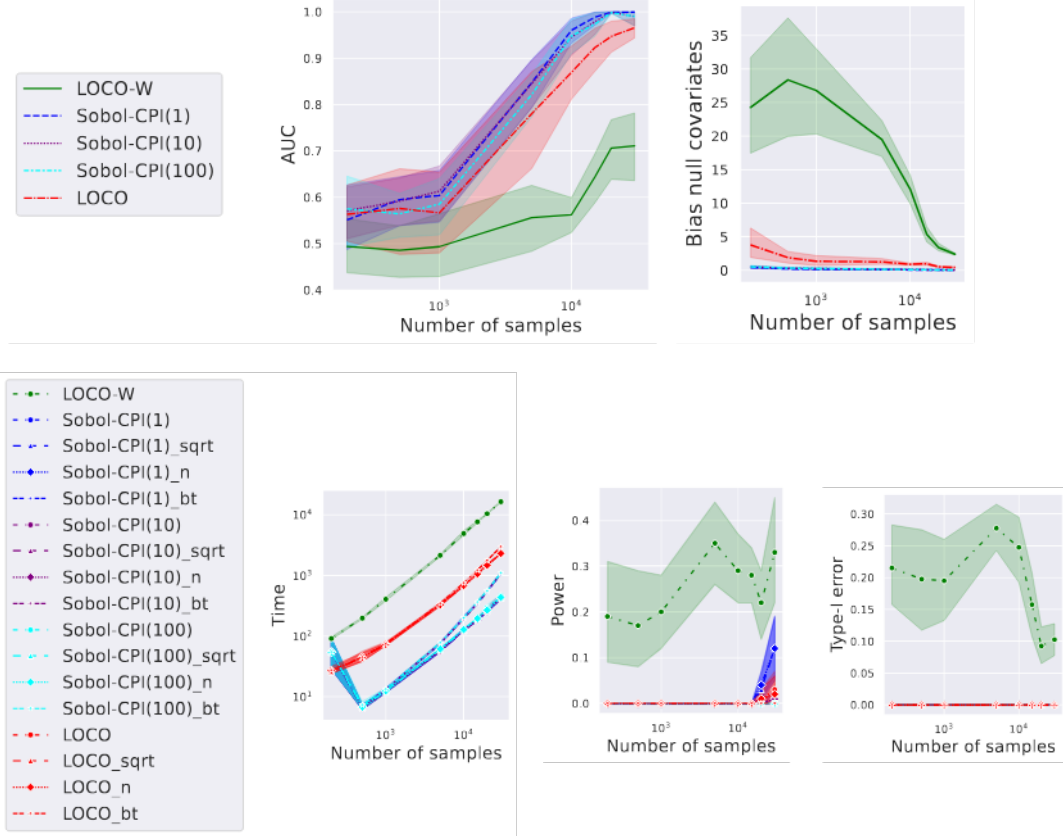 LOCO-W
Sobol-CPI(1)
Sobol-CPI(10)
Sobol-CPI(100)
LOCO
1.0
0.9
0.8
0.7
0.6
0.5
0.4
AUC
10³
10⁴
Number of samples
35
30
25
20
15
10
5
0
Bias null covariates
10³
10⁴
Number of samples
LOCO-W
Sobol-CPI(1)
Sobol-CPI(1)_sqrt
Sobol-CPI(1)_n
Sobol-CPI(1)_bt
Sobol-CPI(10)
Sobol-CPI(10)_sqrt
Sobol-CPI(10)_n
Sobol-CPI(10)_bt
Sobol-CPI(100)
Sobol-CPI(100)_sqrt
Sobol-CPI(100)_n
Sobol-CPI(100)_bt
LOCO
LOCO_sqrt
LOCO_n
LOCO_bt
10⁴
10³
10²
10¹
Time
10³
10⁴
Number of samples
0.4
0.3
0.2
0.1
0.0
Power
10³
10⁴
Number of samples
0.30
0.25
0.20
0.15
0.10
0.05
0.00
Type-I error
10³
10⁴
Number of samples